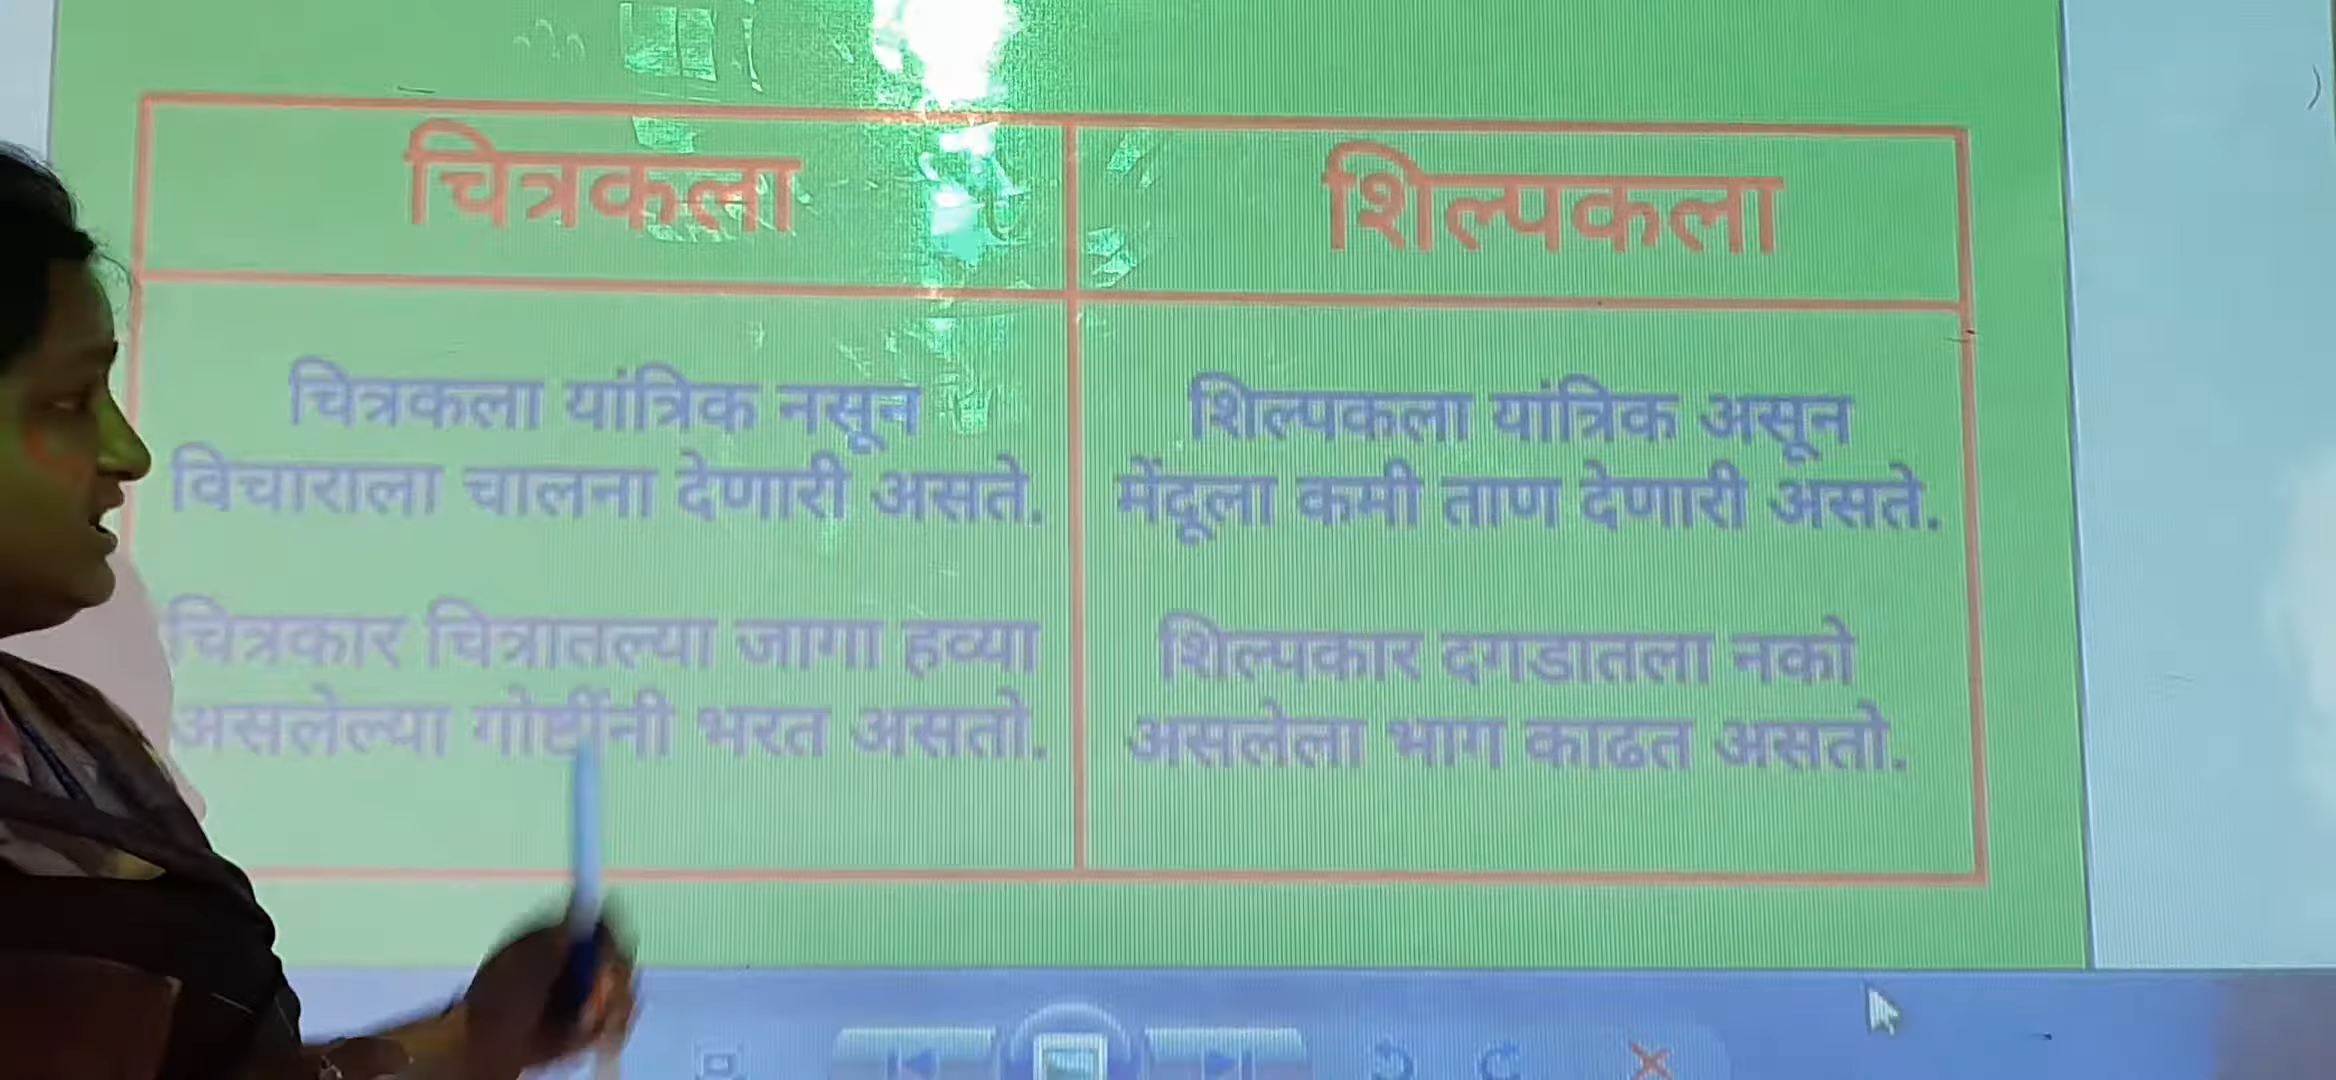 चित्रकला
शिल्पकला
चित्रकला यांत्रिक नसून
विचाराला चालना देणारी असते.
चित्रकार चित्रातल्या जागा हव्या
असलेल्या गोष्टींनी भरत असतो.
शिल्पकला यांत्रिक असून
मेंदूला कमी ताण देणारी असते.
शिल्पकार दगडातला नको
असलेला भाग काढत असतो.